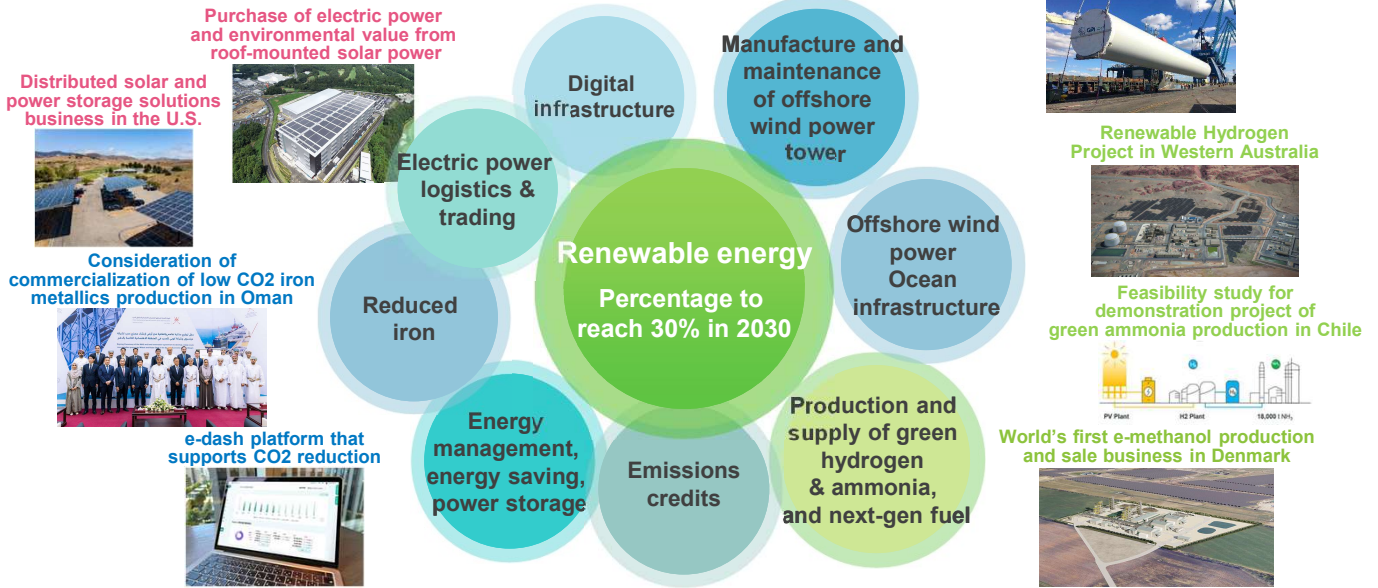 Purchase of electric power
and environmental value from
roof-mounted solar power
Distributed solar and
power storage solutions
business in the U.S.
Consideration of
commercialization of low CO2 iron
metallics production in Oman
e-dash platform that
supports CO2 reduction
Digital
infrastructure
Manufacture and
maintenance
of offshore
wind power
tower
Electric power
logistics &
trading
Renewable energy
Percentage to
reach 30% in 2030
Offshore wind
power
Ocean
infrastructure
Reduced
iron
Energy
management,
energy saving,
power storage
Emissions
credits
Production and
supply of green
hydrogen
& ammonia,
and next-gen fuel
GRI
Renewable Hydrogen
Project in Western Australia
Feasibility study for
demonstration project of
green ammonia production in Chile
PV Plant
H2 Plant
18,000 t NH₃
World's first e-methanol production
and sale business in Denmark